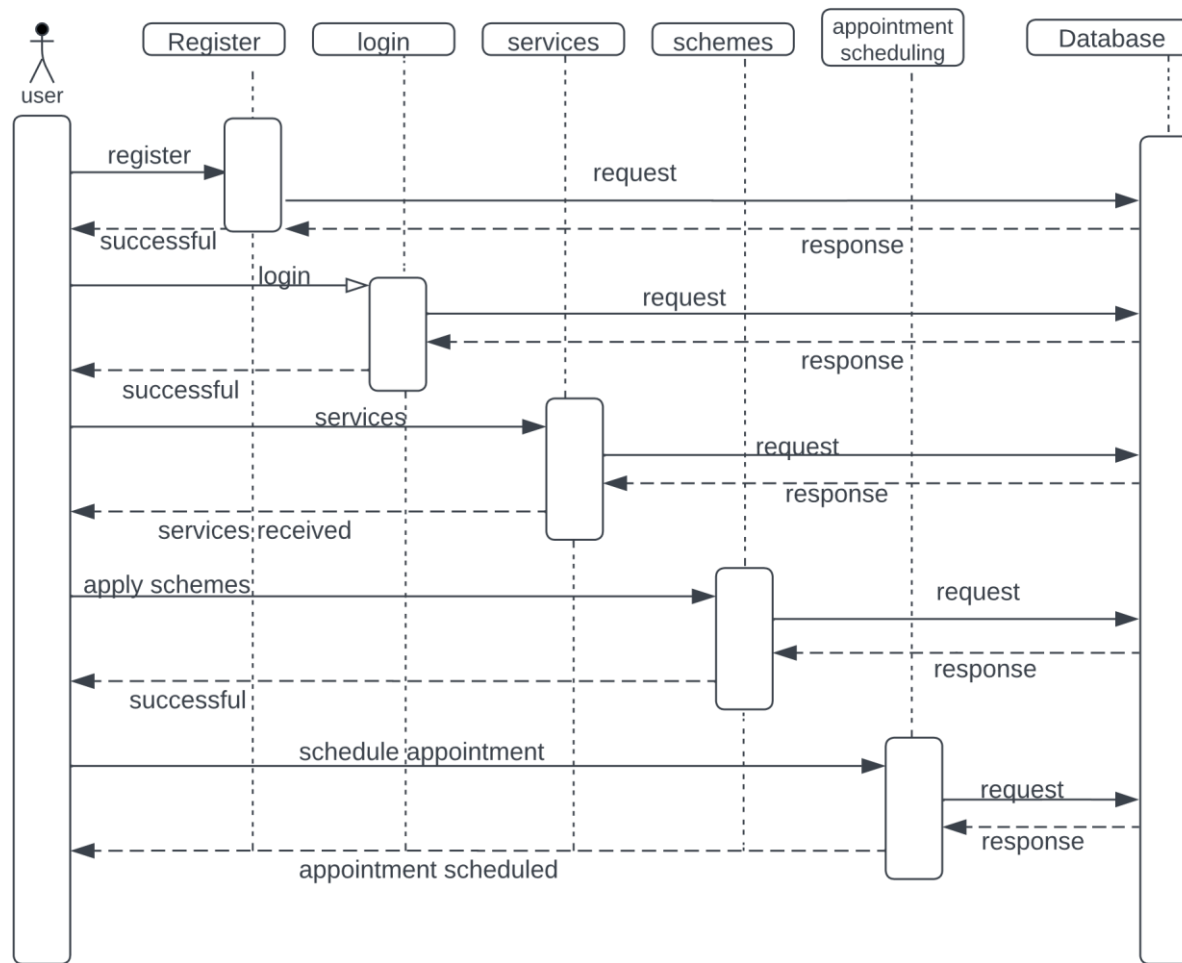 Register
login
services
schemes
appointment
scheduling
Database
user
register
request
successful
response
login
request
response
successful
services
request
response
services received
apply schemes
request
response
successful
schedule appointment
request
response
appointment scheduled